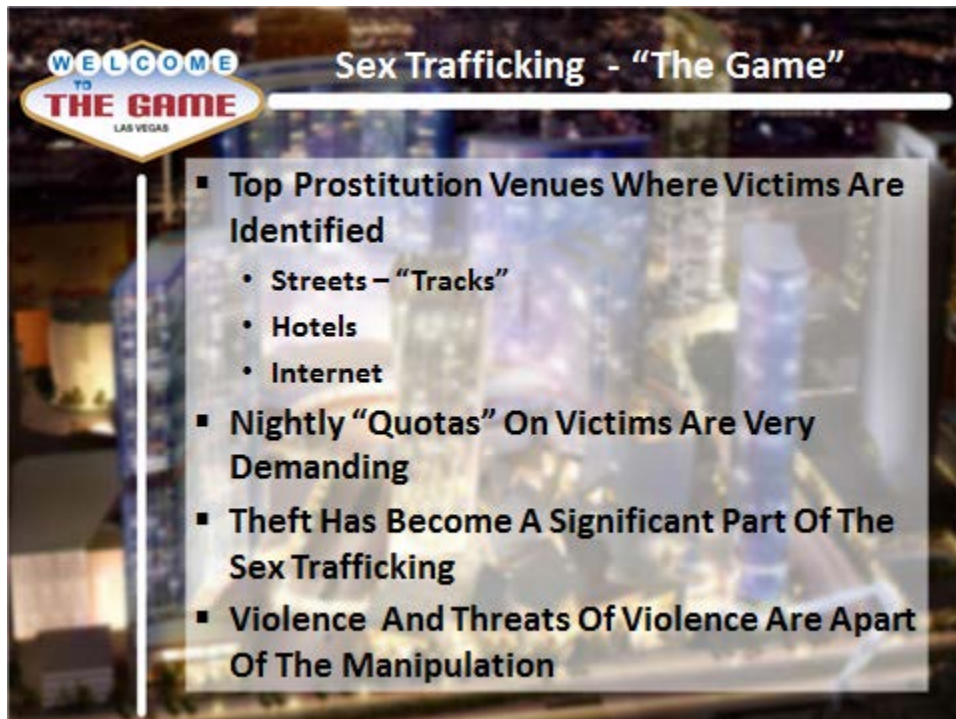 WELCOME
TO
THE GAME
LAS VEGAS
Sex Trafficking - “The Game”
▪ Top Prostitution Venues Where Victims Are
Identified
• Streets – “Tracks”
• Hotels
• Internet
▪ Nightly “Quotas” On Victims Are Very
Demanding
▪ Theft Has Become A Significant Part Of The
Sex Trafficking
▪ Violence And Threats Of Violence Are Apart
Of The Manipulation